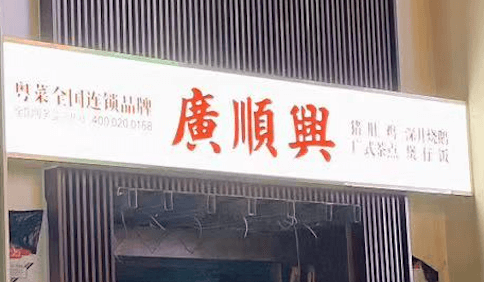 粤菜全国连锁品牌
400.020.0168
廣順興
猪肚鸡 深井烧鹅
广式茶点 煲仔饭